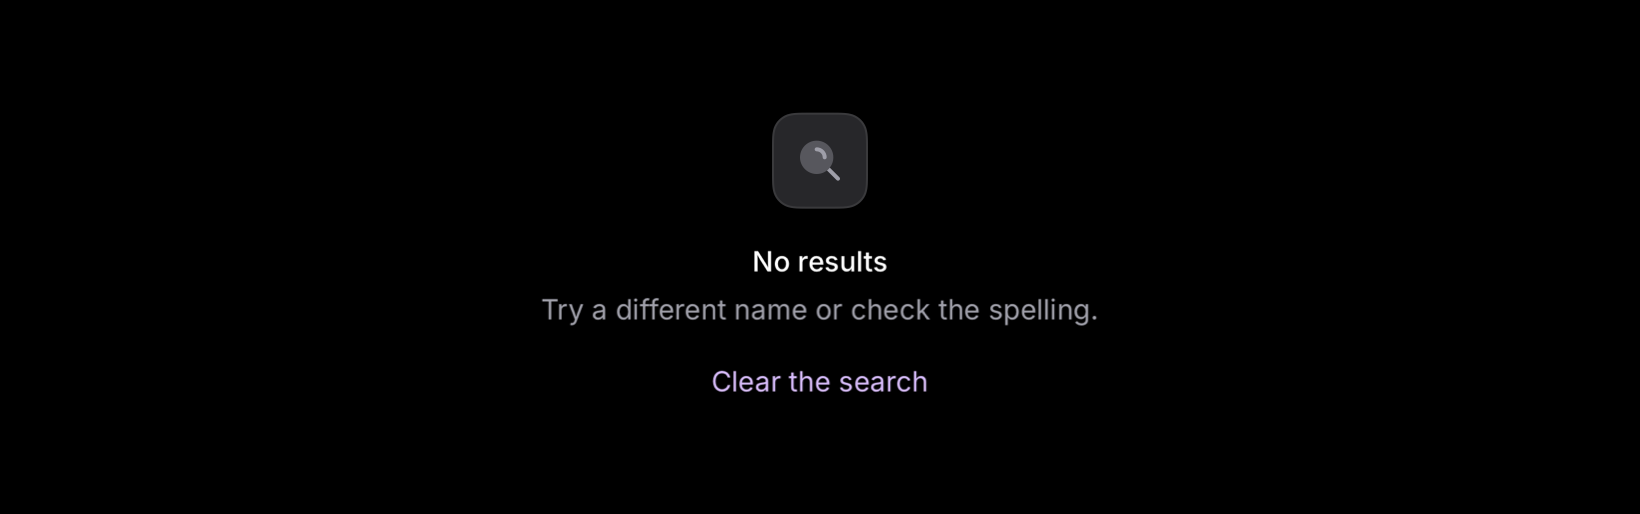 No results
Try a different name or check the spelling.
Clear the search